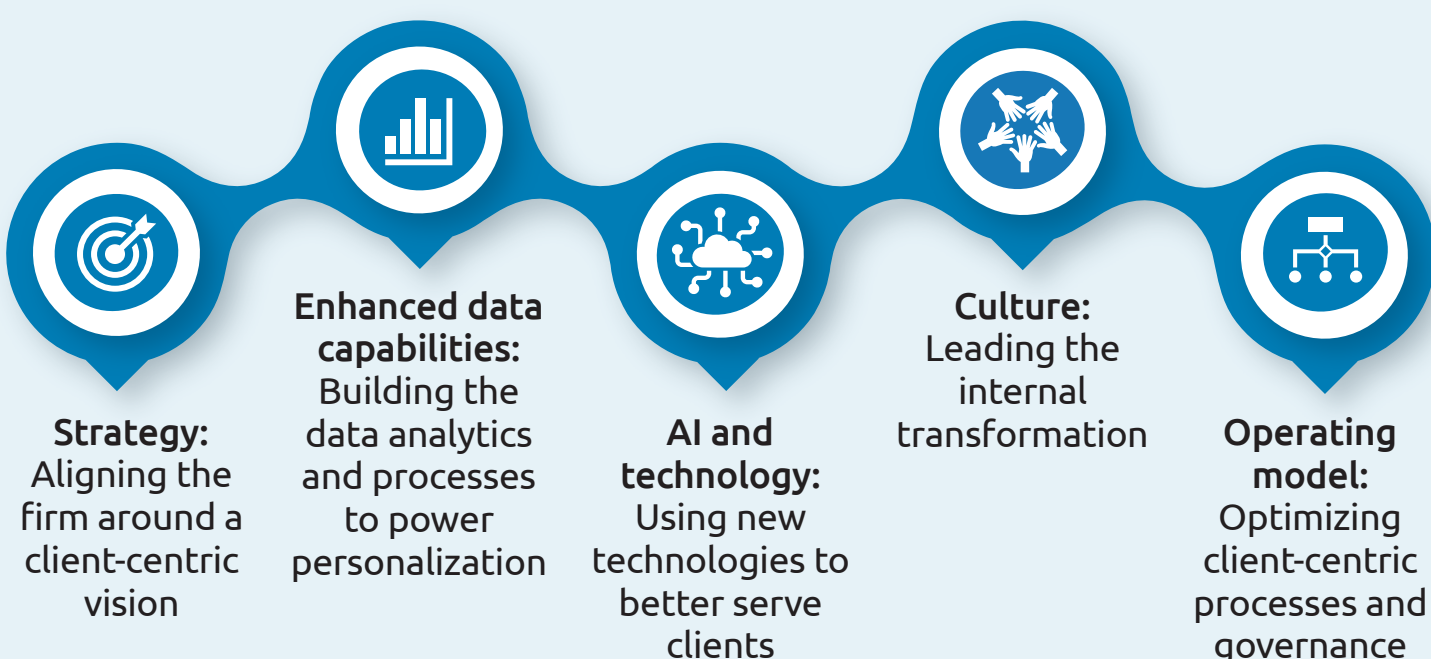 Strategy:
Aligning the
firm around a
client-centric
vision
Enhanced data
capabilities:
Building the
data analytics
and processes
to power
personalization
AI and
technology:
Using new
technologies to
better serve
clients
Culture:
Leading the
internal
transformation
Operating
model:
Optimizing
client-centric
processes and
governance